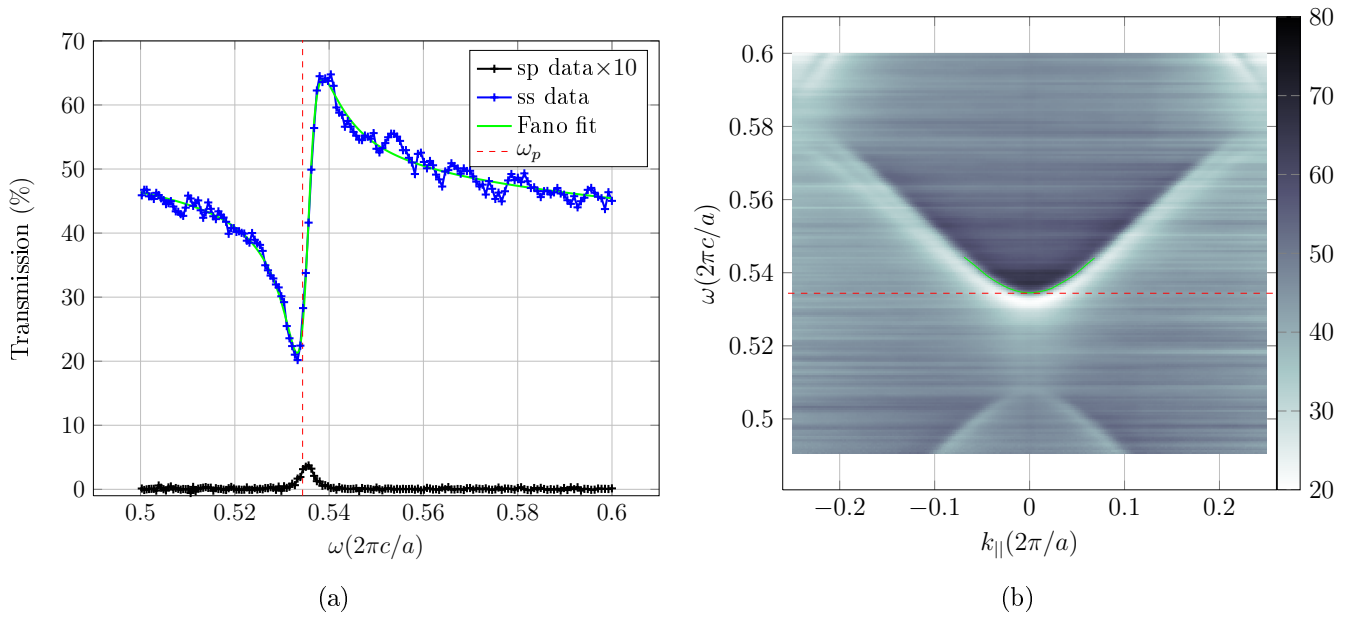 70
60
50
40
30
20
10
0
Transmission (%)
0.5 0.52 0.54 0.56 0.58 0.6
ω(2πc/a)
sp data×10
ss data
Fano fit
ω_p
(a)
0.6
0.58
0.56
0.54
0.52
0.5
ω(2πc/a)
−0.2 −0.1 0 0.1 0.2
k_||(2π/a)
80
70
60
50
40
30
20
(b)